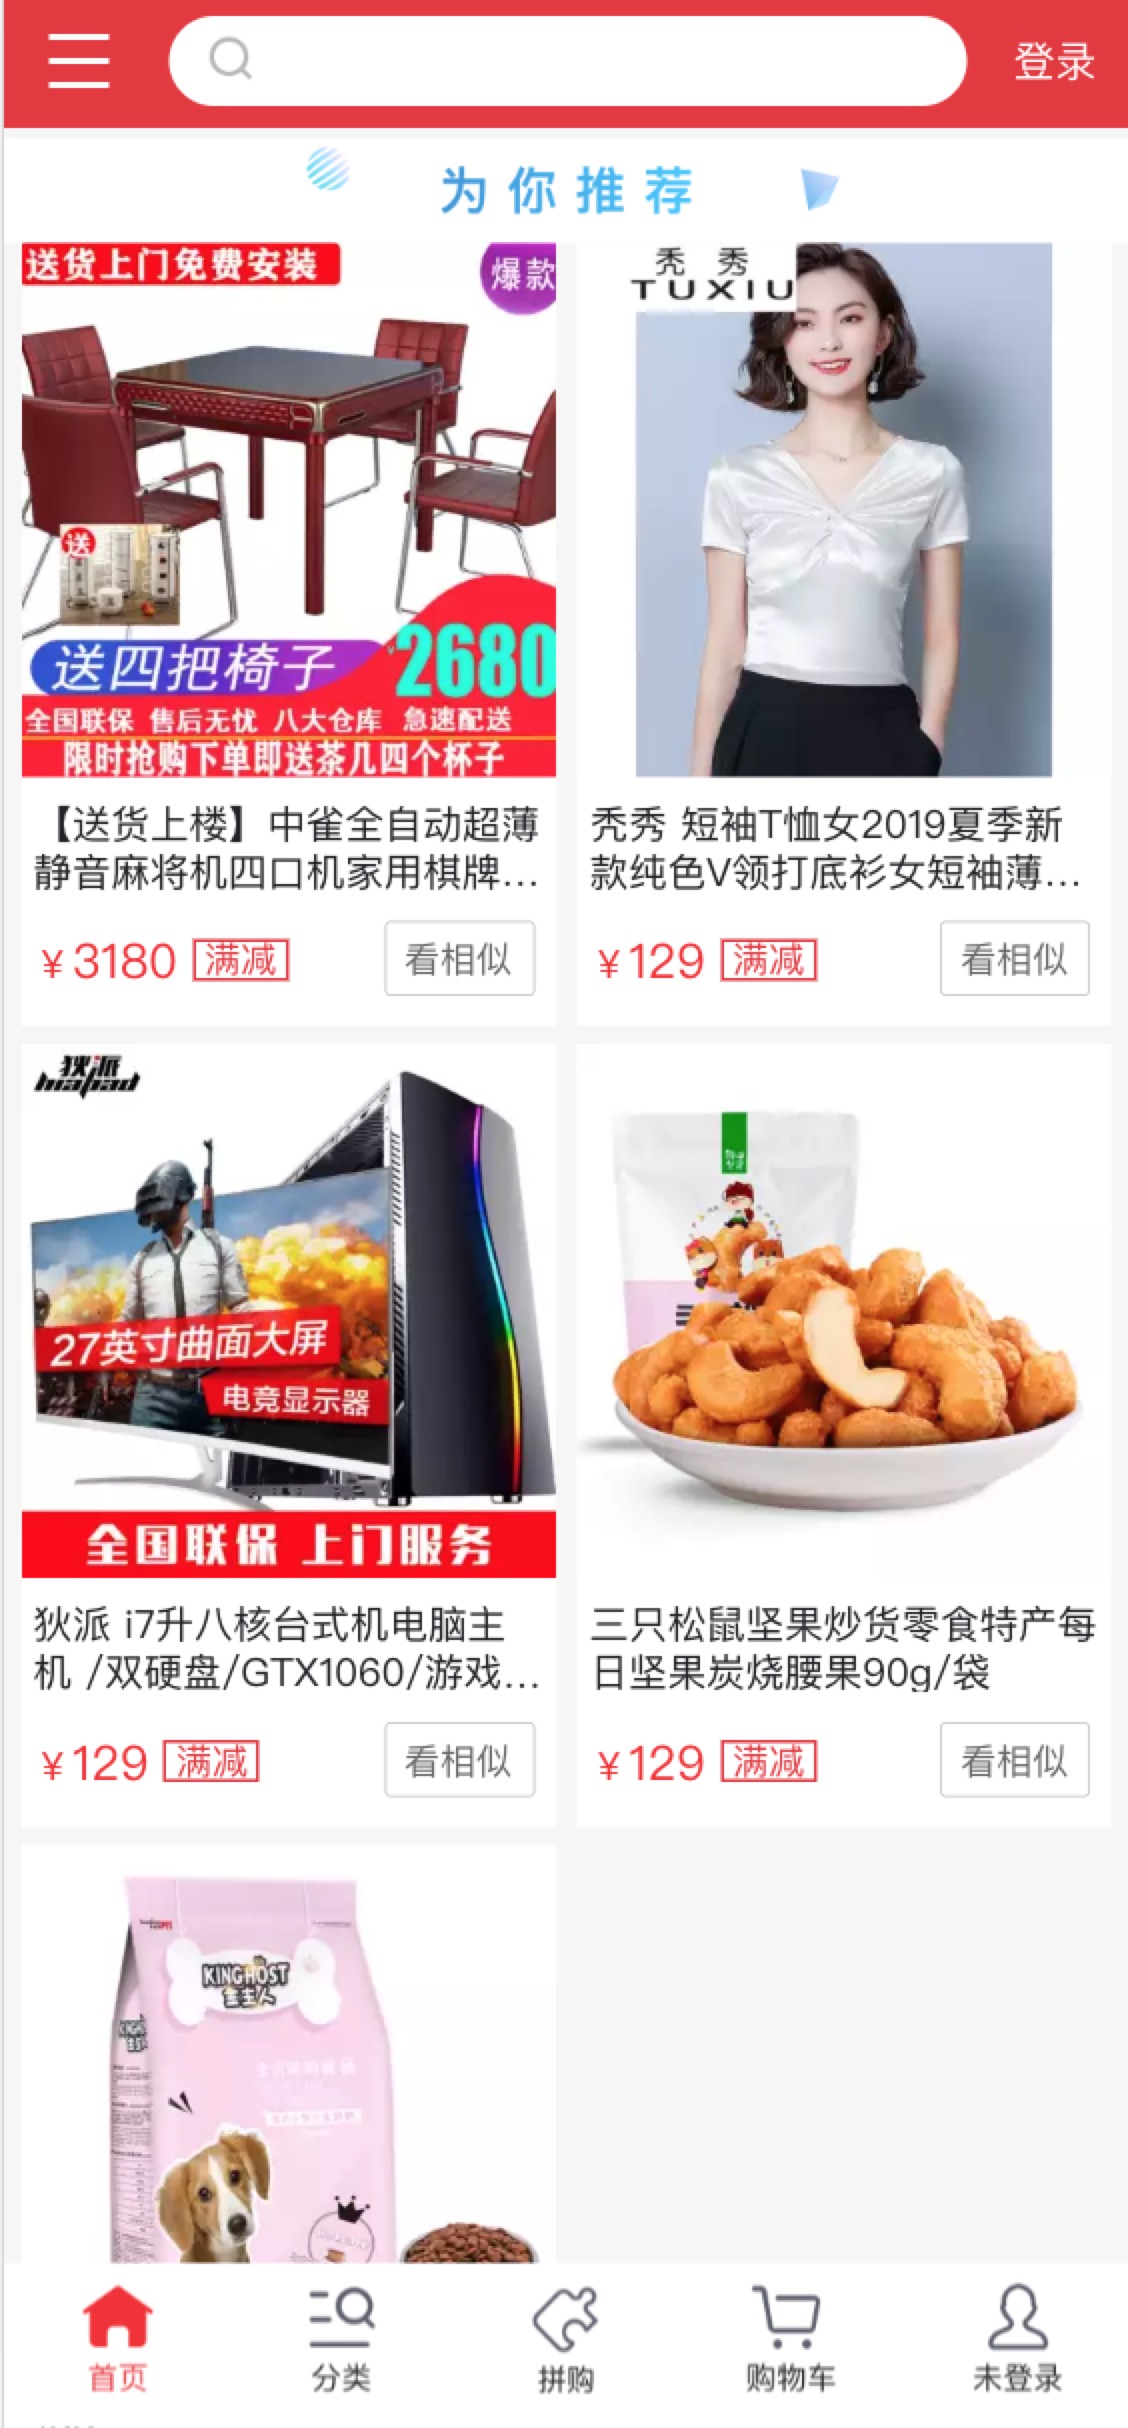 登录
为你推荐
送货上门免费安装
爆款
送
送四把椅子
¥2680
全国联保 售后无忧 八大仓库 急速配送
限时抢购下单即送茶几四个杯子
【送货上楼】中雀全自动超薄
静音麻将机四口机家用棋牌...
¥3180 满减 看相似
秃秀
TUXIU
秃秀 短袖T恤女2019夏季新
款纯色V领打底衫女短袖薄...
¥129 满减 看相似
狄派
27英寸曲面大屏
电竞显示器
全国联保 上门服务
狄派 i7升八核台式机电脑主
机 /双硬盘/GTX1060/游戏...
¥129 满减 看相似
三只松鼠坚果炒货零食特产每
日坚果炭烧腰果90g/袋
¥129 满减 看相似
KINGHOST
首页
分类
拼购
购物车
未登录